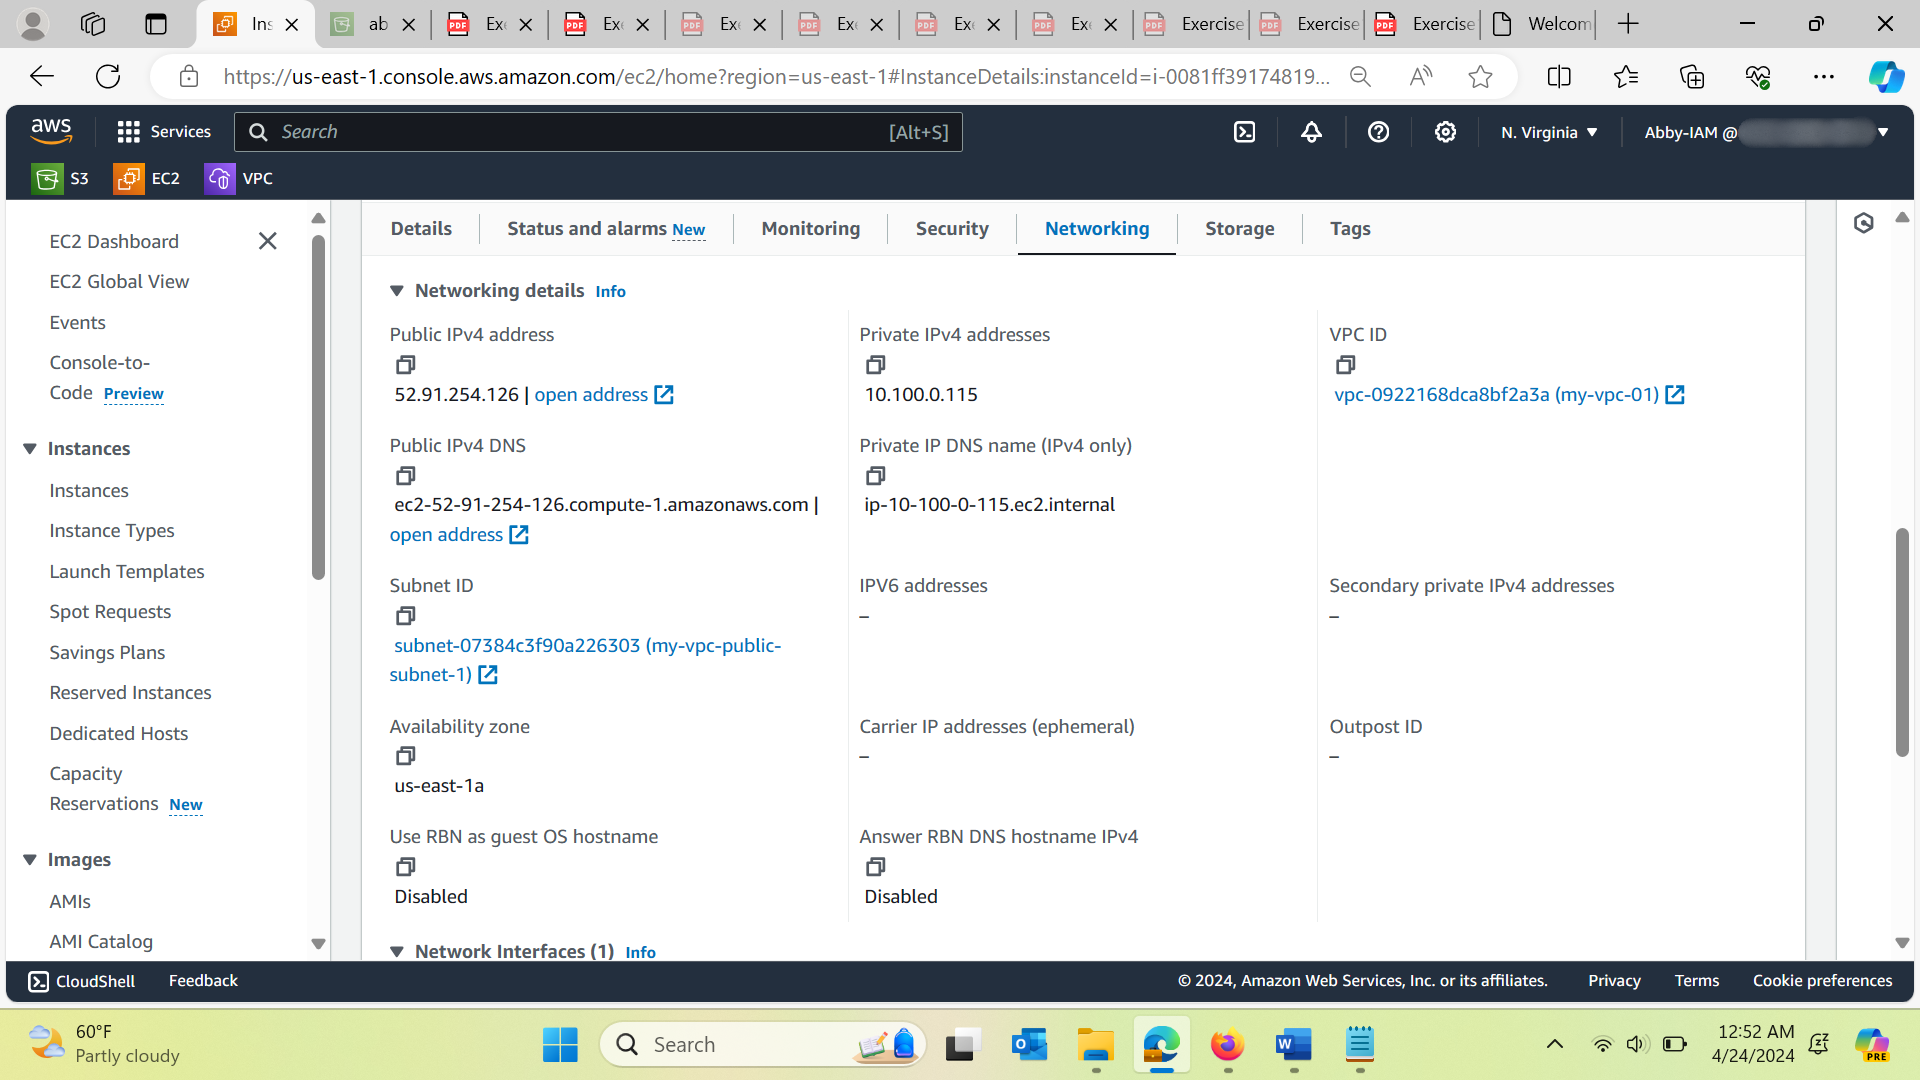 Ins
ab
Exe
Exe
Exe
Exe
Exe
Exe
Exercise
Exercise
Exercise
Welcom
https://us-east-1.console.aws.amazon.com/ec2/home?region=us-east-1#InstanceDetails:instanceId=i-0081ff39174819...
aws
Services
Search
[Alt+S]
N. Virginia
Abby-IAM @
S3
EC2
VPC
EC2 Dashboard
EC2 Global View
Events
Console-to-
Code Preview
Instances
Instances
Instance Types
Launch Templates
Spot Requests
Savings Plans
Reserved Instances
Dedicated Hosts
Capacity
Reservations New
Images
AMIs
AMI Catalog
Details
Status and alarms New
Monitoring
Security
Networking
Storage
Tags
Networking details Info
Public IPv4 address
52.91.254.126 | open address
Private IPv4 addresses
10.100.0.115
VPC ID
vpc-0922168dca8bf2a3a (my-vpc-01)
Public IPv4 DNS
ec2-52-91-254-126.compute-1.amazonaws.com |
open address
Private IP DNS name (IPv4 only)
ip-10-100-0-115.ec2.internal
Subnet ID
subnet-07384c3f90a226303 (my-vpc-public-
subnet-1)
IPV6 addresses
–
Secondary private IPv4 addresses
–
Availability zone
us-east-1a
Carrier IP addresses (ephemeral)
–
Outpost ID
–
Use RBN as guest OS hostname
Disabled
Answer RBN DNS hostname IPv4
Disabled
Network Interfaces (1) Info
CloudShell
Feedback
© 2024, Amazon Web Services, Inc. or its affiliates.
Privacy
Terms
Cookie preferences
60°F
Partly cloudy
Search
12:52 AM
4/24/2024
PRE